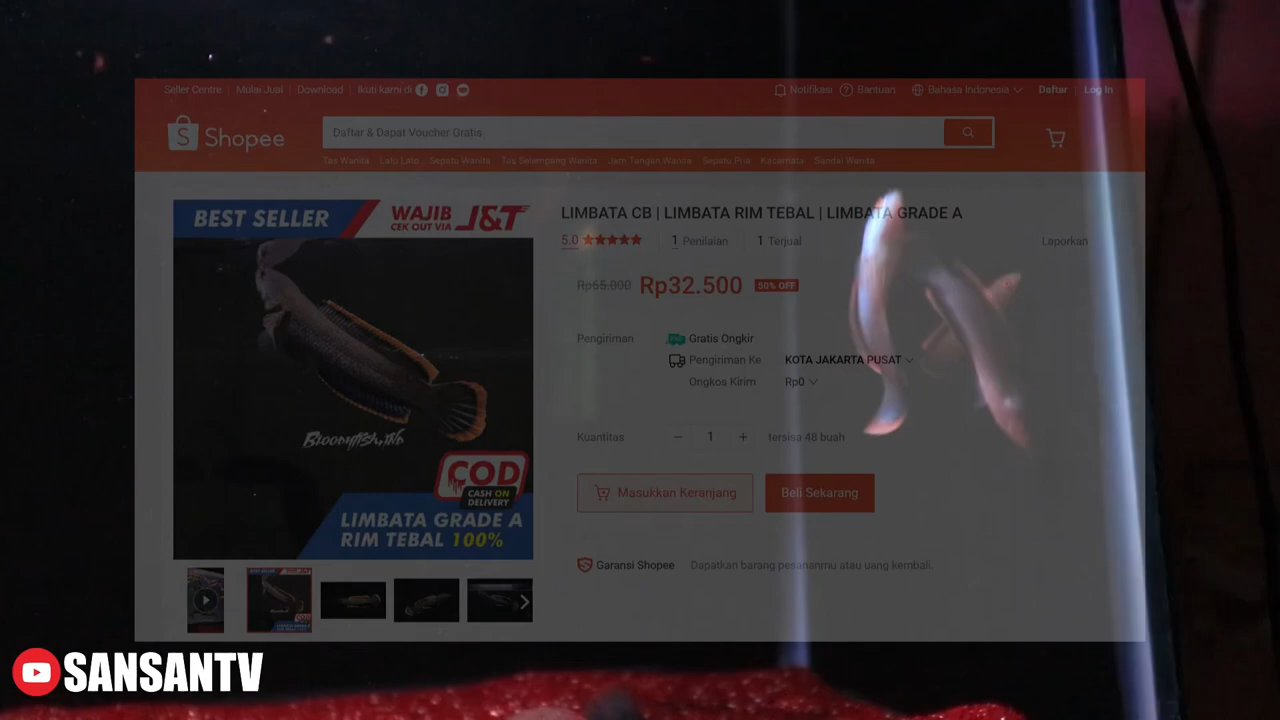 Seller Centre | Mulai Jual | Download | Ikuti kami di
Notifikasi
Bantuan
Bahasa Indonesia
Daftar | Log In
Shopee
Daftar & Dapat Voucher Gratis
Tas Wanita Lato Lato Sepatu Wanita Tas Selempang Wanita Jam Tangan Wanita Sepatu Pria Kacamata Sandal Wanita
BEST SELLER
WAJIB
CEK OUT VIA
J&T
BLOOMFISH.INN
COD
CASH ON
DELIVERY
LIMBATA GRADE A
RIM TEBAL 100%
LIMBATA CB | LIMBATA RIM TEBAL | LIMBATA GRADE A
5.0
1 Penilaian
1 Terjual
Laporkan
Rp65.000 Rp32.500 50% OFF
Pengiriman
Gratis Ongkir
Pengiriman Ke KOTA JAKARTA PUSAT
Ongkos Kirim Rp0
Kuantitas − 1 + tersisa 48 buah
Masukkan Keranjang
Beli Sekarang
Garansi Shopee Dapatkan barang pesananmu atau uang kembali.
SANSANTV